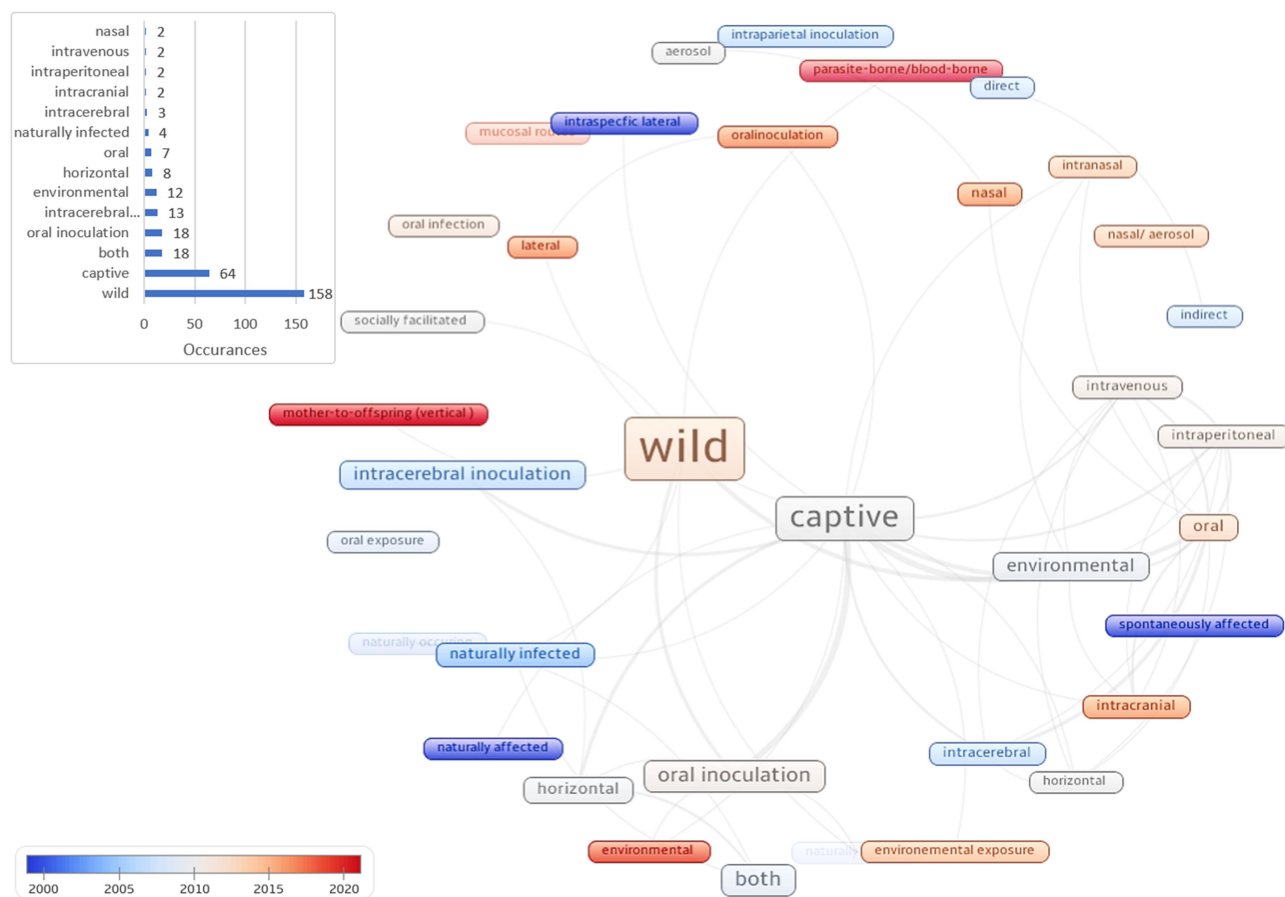 nasal 2
intravenous 2
intraperitoneal 2
intracranial 2
intracerebral 3
naturally infected 4
oral 7
horizontal 8
environmental 12
intracerebral... 13
oral inoculation 18
both 18
captive 64
wild 158
0 50 100 150
Occurances
intraparietal inoculation
aerosol
parasite-borne/blood-borne
direct
intraspecfic lateral
mucosal routes
oralinoculation
intranasal
nasal
oral infection
lateral
nasal/ aerosol
indirect
socially facilitated
intravenous
mother-to-offspring (vertical )
wild
intraperitoneal
intracerebral inoculation
captive
oral
oral exposure
environmental
spontaneously affected
naturally occuring
naturally infected
intracranial
naturally affected
intracerebral
oral inoculation
horizontal
horizontal
environmental
naturally
environemental exposure
both
2000 2005 2010 2015 2020